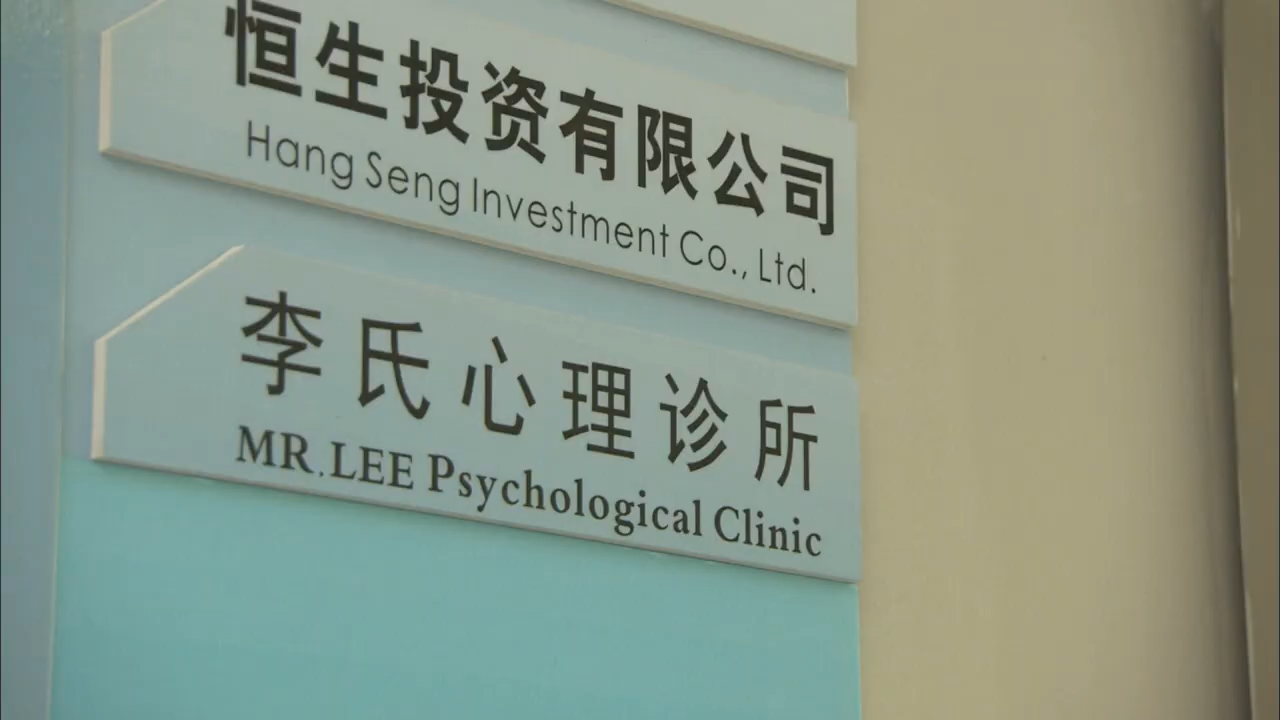 恒生投资有限公司
Hang Seng Investment Co., Ltd.
李氏心理诊所
MR.LEE Psychological Clinic